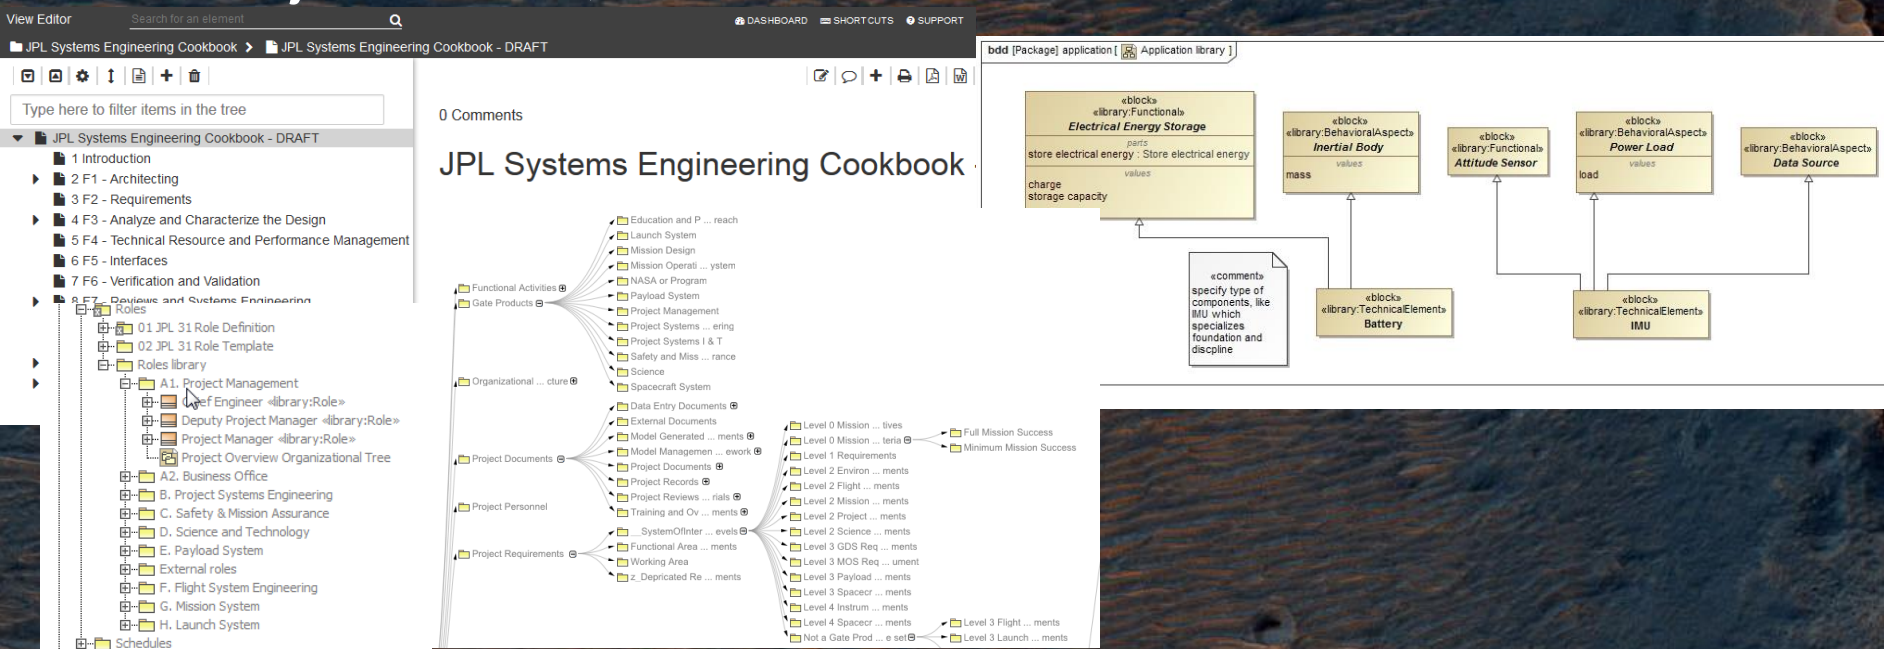 View Editor
Search for an element
DASHBOARD
SHORTCUTS
SUPPORT
JPL Systems Engineering Cookbook
JPL Systems Engineering Cookbook - DRAFT
Type here to filter items in the tree
JPL Systems Engineering Cookbook - DRAFT
1 Introduction
2 F1 - Architecting
3 F2 - Requirements
4 F3 - Analyze and Characterize the Design
5 F4 - Technical Resource and Performance Management
6 F5 - Interfaces
7 F6 - Verification and Validation
8 F7 - Reviews and Systems Engineering
Roles
01 JPL 31 Role Definition
02 JPL 31 Role Template
Roles library
A1. Project Management
ef Engineer «library:Role»
Deputy Project Manager «library:Role»
Project Manager «library:Role»
Project Overview Organizational Tree
A2. Business Office
B. Project Systems Engineering
C. Safety & Mission Assurance
D. Science and Technology
E. Payload System
External roles
F. Flight System Engineering
G. Mission System
H. Launch System
Schedules
0 Comments
JPL Systems Engineering Cookbook -
Functional Activities
Gate Products
Organizational ... cture
Project Documents
Project Personnel
Project Requirements
Education and P ... reach
Launch System
Mission Design
Mission Operati ... ystem
NASA or Program
Payload System
Project Management
Project Systems ... ering
Project Systems I & T
Safety and Miss ... rance
Science
Spacecraft System
Data Entry Documents
External Documents
Model Generated ... ments
Model Managemen ... ework
Project Documents
Project Records
Project Reviews ... rials
Training and Ov ... ments
__SystemOfInter ... evels
Functional Area ... ments
Working Area
z_Depricated Re ... ments
Level 0 Mission ... tives
Level 0 Mission ... teria
Level 1 Requirements
Level 2 Environ ... ments
Level 2 Flight ... ments
Level 2 Mission ... ments
Level 2 Project ... ments
Level 2 Science ... ments
Level 3 GDS Req ... ments
Level 3 MOS Req ... ument
Level 3 Payload ... ments
Level 3 Spacecr ... ments
Level 4 Instrum ... ments
Level 4 Spacecr ... ments
Not a Gate Prod ... e set
Full Mission Success
Minimum Mission Success
Level 3 Flight ... ments
Level 3 Launch ... ments
bdd [Package] application [ Application library ]
«block»
«library:Functional»
Electrical Energy Storage
parts
store electrical energy : Store electrical energy
values
charge
storage capacity
«block»
«library:BehavioralAspect»
Inertial Body
values
mass
«block»
«library:Functional»
Attitude Sensor
«block»
«library:BehavioralAspect»
Power Load
values
load
«block»
«library:BehavioralAspect»
Data Source
«comment»
specify type of
components, like
IMU which
specializes
foundation and
discpline
«block»
«library:TechnicalElement»
Battery
«block»
«library:TechnicalElement»
IMU